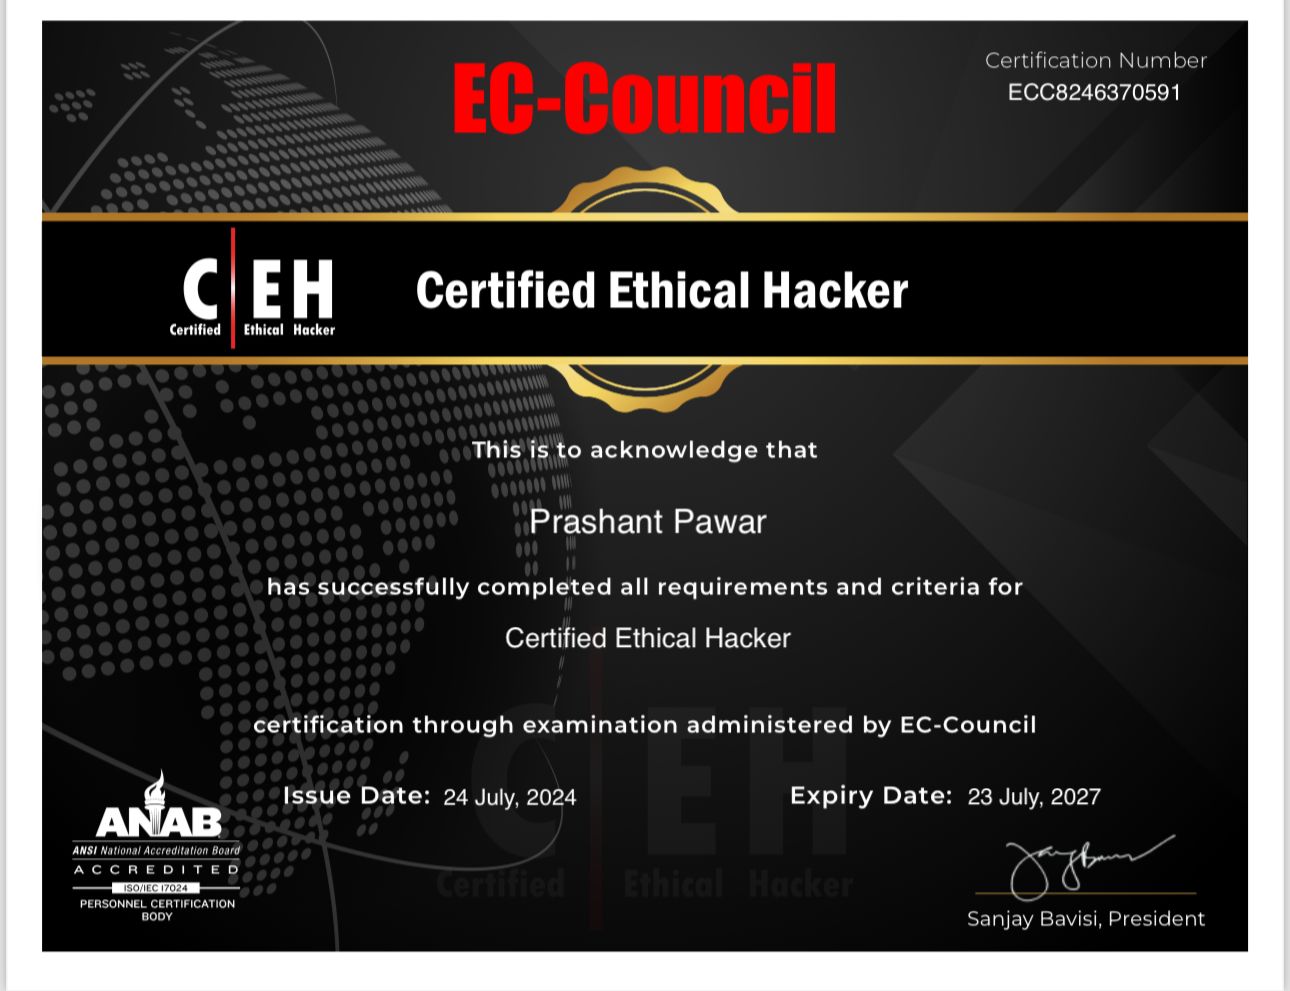 EC-Council
Certification Number
ECC8246370591
C EH
Certified Ethical Hacker
Certified Ethical Hacker
This is to acknowledge that
Prashant Pawar
has successfully completed all requirements and criteria for
Certified Ethical Hacker
certification through examination administered by EC-Council
Issue Date: 24 July, 2024
Expiry Date: 23 July, 2027
C EH
Certified Ethical Hacker
ANAB
ANSI National Accreditation Board
ACCREDITED
ISO/IEC 17024
PERSONNEL CERTIFICATION
BODY
Sanjay Bavisi, President